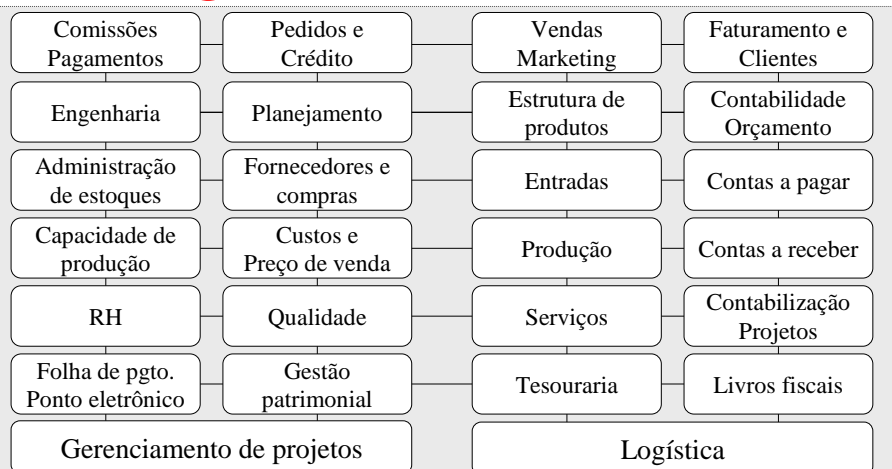 Comissões
Pagamentos
Pedidos e
Crédito
Vendas
Marketing
Faturamento e
Clientes
Engenharia
Planejamento
Estrutura de
produtos
Contabilidade
Orçamento
Administração
de estoques
Fornecedores e
compras
Entradas
Contas a pagar
Capacidade de
produção
Custos e
Preço de venda
Produção
Contas a receber
RH
Qualidade
Serviços
Contabilização
Projetos
Folha de pgto.
Ponto eletrônico
Gestão
patrimonial
Tesouraria
Livros fiscais
Gerenciamento de projetos
Logística